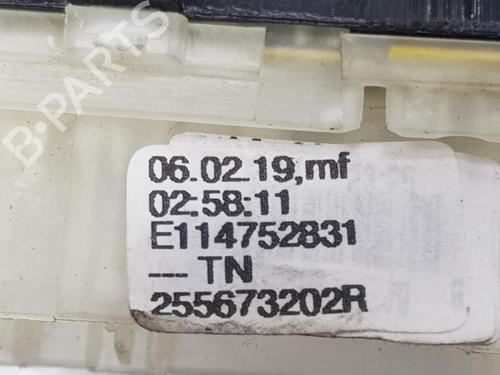 06.02.19,mf
02:58:11
E114752831
--- TN
255673202R
B-PARTS